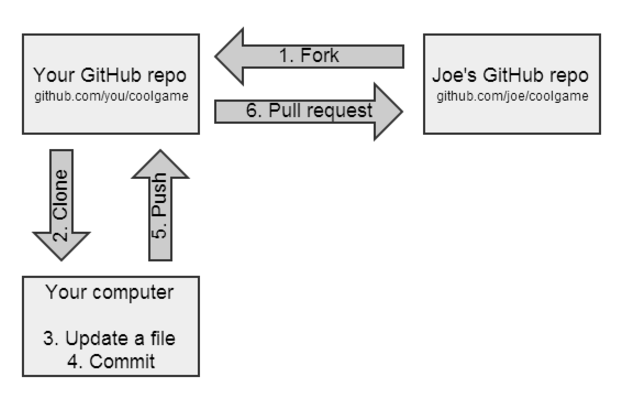 Your GitHub repo
github.com/you/coolgame
1. Fork
6. Pull request
Joe's GitHub repo
github.com/joe/coolgame
2. Clone
5. Push
Your computer
3. Update a file
4. Commit